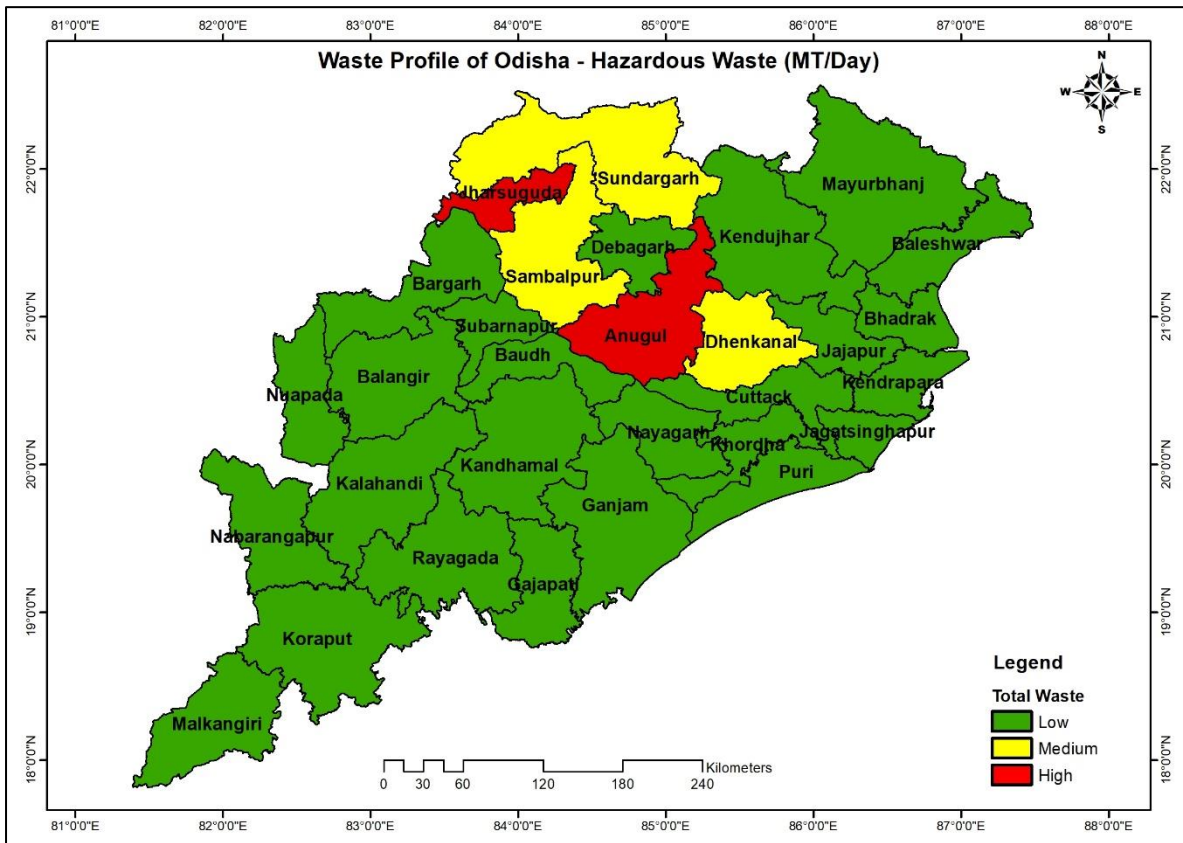 81°0'0"E 82°0'0"E 83°0'0"E 84°0'0"E 85°0'0"E 86°0'0"E 87°0'0"E 88°0'0"E
Waste Profile of Odisha - Hazardous Waste (MT/Day)
N
W E
S
22°0'0"N 22°0'0"N
Sundargarh
Mayurbhanj
Jharsuguda
Kendujhar
Baleshwar
Debagarh
Sambalpur
Bargarh
21°0'0"N 21°0'0"N
Subarnapur
Bhadrak
Anugul
Dhenkanal
Jajapur
Baudh
Balangir
Kendrapara
Nuapada
Cuttack
Nayagarh
Jagatsinghapur
Khordha
20°0'0"N 20°0'0"N
Kandhamal
Puri
Kalahandi
Ganjam
Nabarangapur
Rayagada
Gajapati
19°0'0"N 19°0'0"N
Koraput
Malkangiri
Legend
Total Waste
Low
Medium
High
18°0'0"N 18°0'0"N
Kilometers
0 30 60 120 180 240
81°0'0"E 82°0'0"E 83°0'0"E 84°0'0"E 85°0'0"E 86°0'0"E 87°0'0"E 88°0'0"E